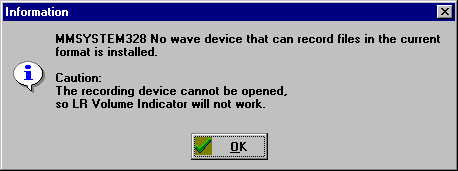 Information
MMSYSTEM328 No wave device that can record files in the current
format is installed.
Caution:
The recording device cannot be opened,
so LR Volume Indicator will not work.
OK